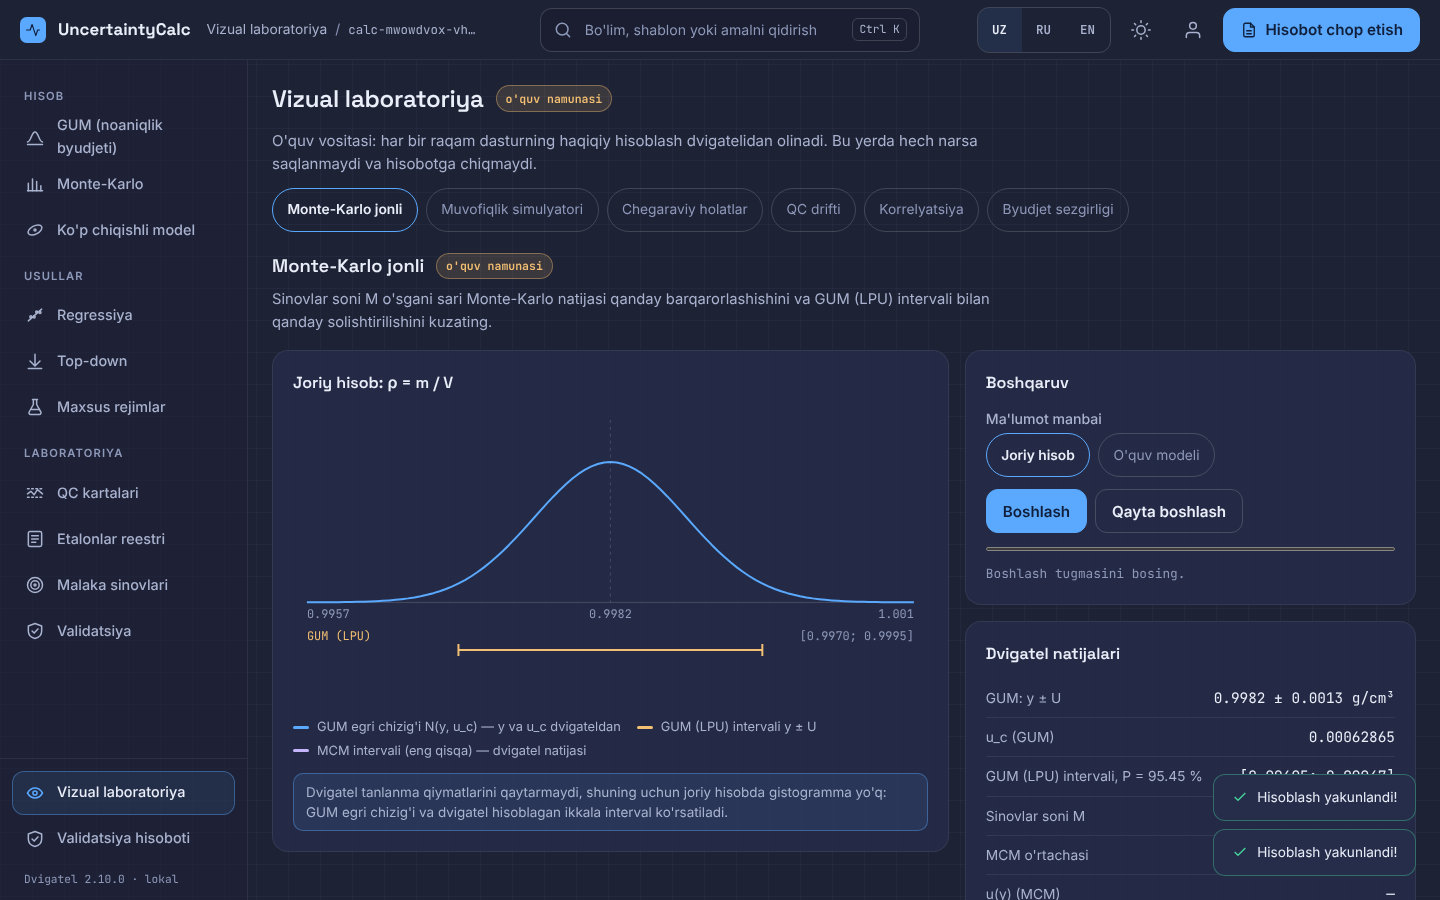 UncertaintyCalc
Vizual laboratoriya / calc-mwowdvox-vh…
Bo'lim, shablon yoki amalni qidirish
Ctrl K
UZ
RU
EN
Hisobot chop etish
HISOB
GUM (noaniqlik
byudjeti)
Monte-Karlo
Ko'p chiqishli model
USULLAR
Regressiya
Top-down
Maxsus rejimlar
LABORATORIYA
QC kartalari
Etalonlar reestri
Malaka sinovlari
Validatsiya
Vizual laboratoriya
Validatsiya hisoboti
Dvigatel 2.10.0 · lokal
Vizual laboratoriya
o'quv namunasi
O'quv vositasi: har bir raqam dasturning haqiqiy hisoblash dvigatelidan olinadi. Bu yerda hech narsa
saqlanmaydi va hisobotga chiqmaydi.
Monte-Karlo jonli
Muvofiqlik simulyatori
Chegaraviy holatlar
QC drifti
Korrelyatsiya
Byudjet sezgirligi
Monte-Karlo jonli
o'quv namunasi
Sinovlar soni M o'sgani sari Monte-Karlo natijasi qanday barqarorlashishini va GUM (LPU) intervali bilan
qanday solishtirilishini kuzating.
Joriy hisob: ρ = m / V
0.9957
0.9982
1.001
GUM (LPU)
[0.9970; 0.9995]
GUM egri chizig'i N(y, u_c) — y va u_c dvigateldan
GUM (LPU) intervali y ± U
MCM intervali (eng qisqa) — dvigatel natijasi
Dvigatel tanlanma qiymatlarini qaytarmaydi, shuning uchun joriy hisobda gistogramma yo'q:
GUM egri chizig'i va dvigatel hisoblagan ikkala interval ko'rsatiladi.
Boshqaruv
Ma'lumot manbai
Joriy hisob
O'quv modeli
Boshlash
Qayta boshlash
Boshlash tugmasini bosing.
Dvigatel natijalari
GUM: y ± U
0.9982 ± 0.0013 g/cm³
u_c (GUM)
0.00062865
GUM (LPU) intervali, P = 95.45 %
Sinovlar soni M
MCM o'rtachasi
u(y) (MCM)
—
Hisoblash yakunlandi!
Hisoblash yakunlandi!